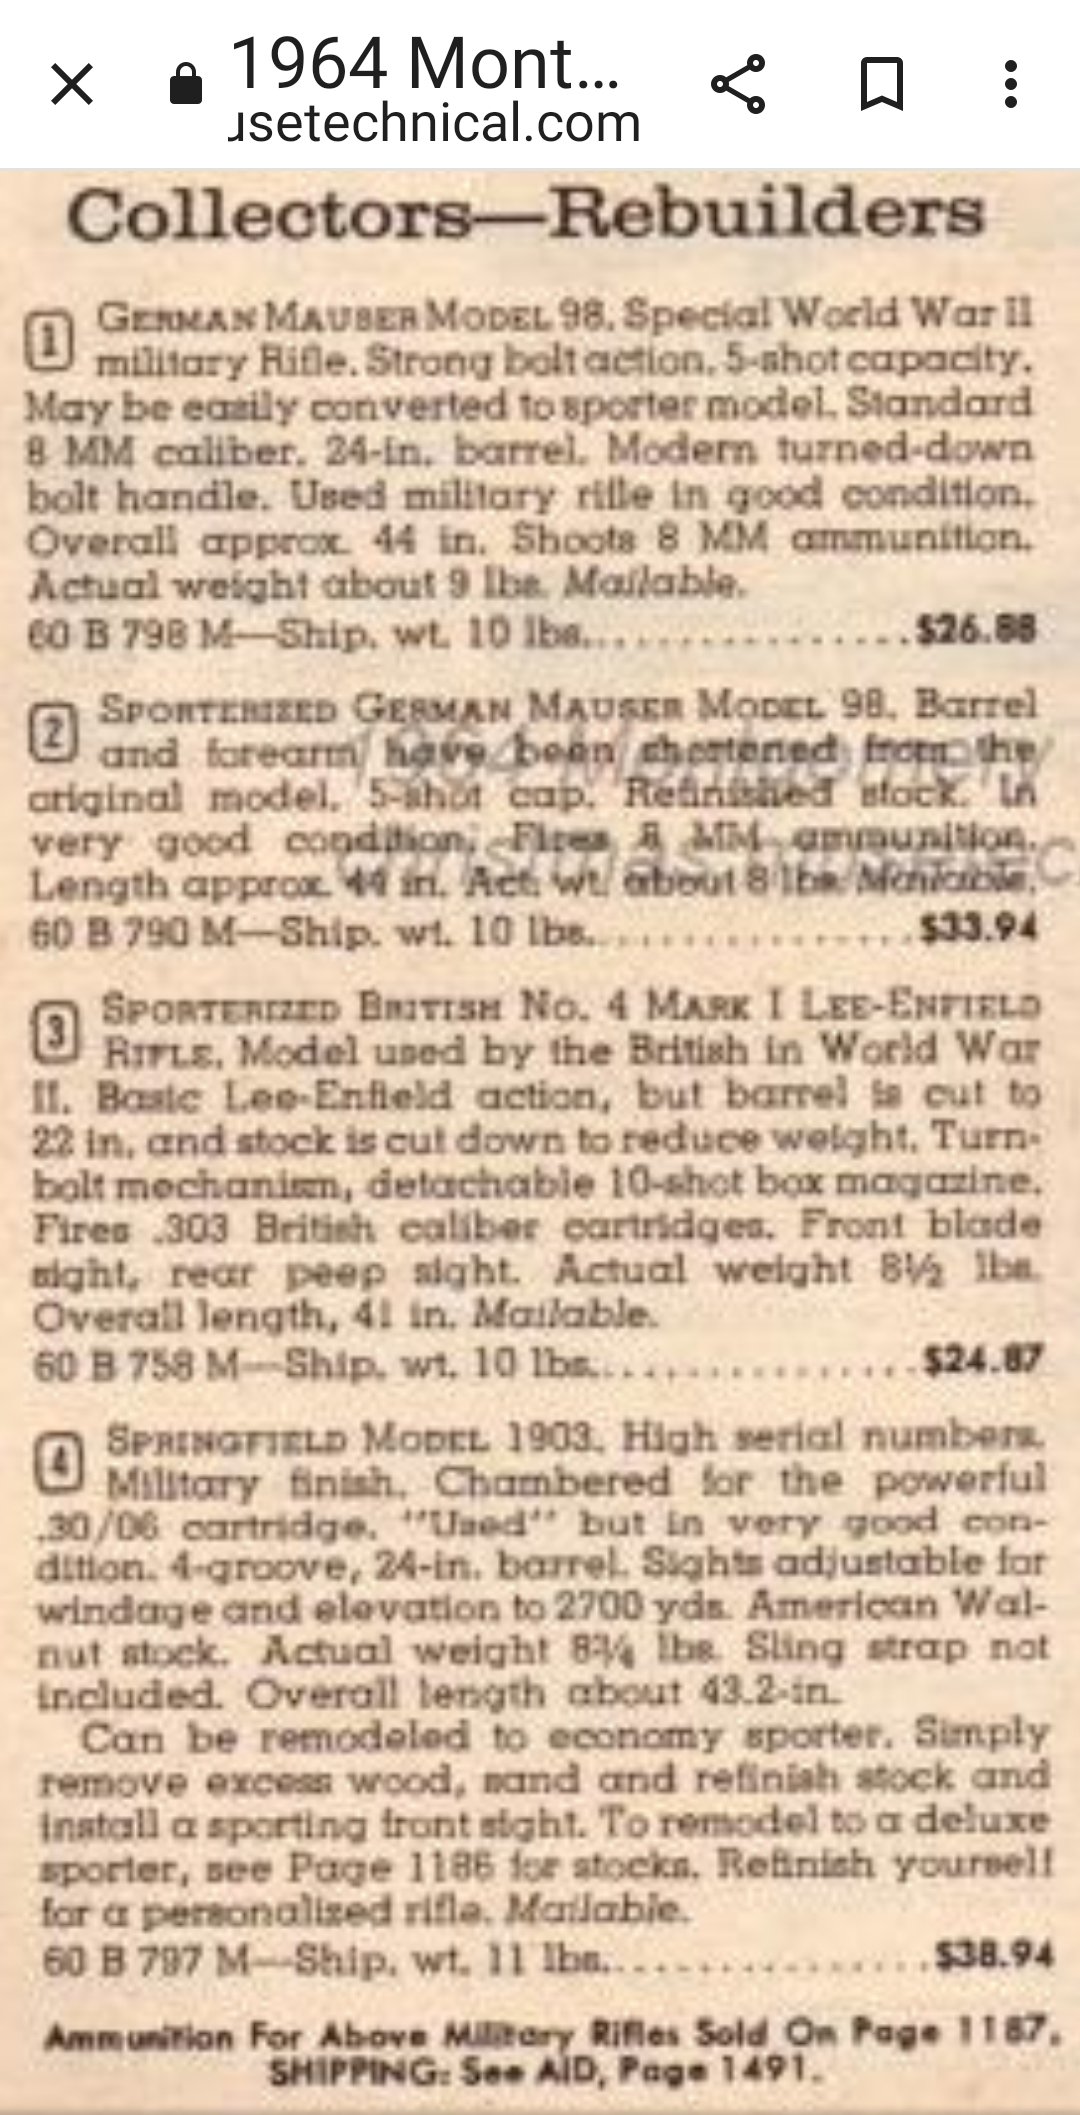 1964 Mont...
usetechnical.com
Collectors—Rebuilders
1 GERMAN MAUSER MODEL 98. Special World War II
military Rifle. Strong bolt action. 5-shot capacity.
May be easily converted to sporter model. Standard
8 MM caliber. 24-in. barrel. Modern turned-down
bolt handle. Used military rifle in good condition.
Overall approx. 44 in. Shoots 8 MM ammunition.
Actual weight about 9 lbs. Mailable.
60 B 798 M—Ship. wt. 10 lbs................$26.88
2 SPORTERIZED GERMAN MAUSER MODEL 98. Barrel
and forearm have been shortened from the
original model. 5-shot cap. Refinished stock. In
very good condition. Fires 8 MM ammunition.
Length approx. 44 in. Act. wt. about 8 lbs. Mailable.
60 B 790 M—Ship. wt. 10 lbs................$33.94
3 SPORTERIZED BRITISH NO. 4 MARK I LEE-ENFIELD
RIFLE. Model used by the British in World War
II. Basic Lee-Enfield action, but barrel is cut to
22 in. and stock is cut down to reduce weight. Turn-
bolt mechanism, detachable 10-shot box magazine.
Fires .303 British caliber cartridges. Front blade
sight, rear peep sight. Actual weight 8½ lbs.
Overall length, 41 in. Mailable.
60 B 758 M—Ship. wt. 10 lbs................$24.87
4 SPRINGFIELD MODEL 1903. High serial numbers.
Military finish. Chambered for the powerful
.30/06 cartridge. "Used" but in very good con-
dition. 4-groove, 24-in. barrel. Sights adjustable for
windage and elevation to 2700 yds. American Wal-
nut stock. Actual weight 8¾ lbs. Sling strap not
included. Overall length about 43.2-in.
Can be remodeled to economy sporter. Simply
remove excess wood, sand and refinish stock and
install a sporting front sight. To remodel to a deluxe
sporter, see Page 1186 for stocks. Refinish yourself
for a personalized rifle. Mailable.
60 B 797 M—Ship. wt. 11 lbs................$38.94
Ammunition For Above Military Rifles Sold On Page 1187.
SHIPPING: See AID, Page 1491.